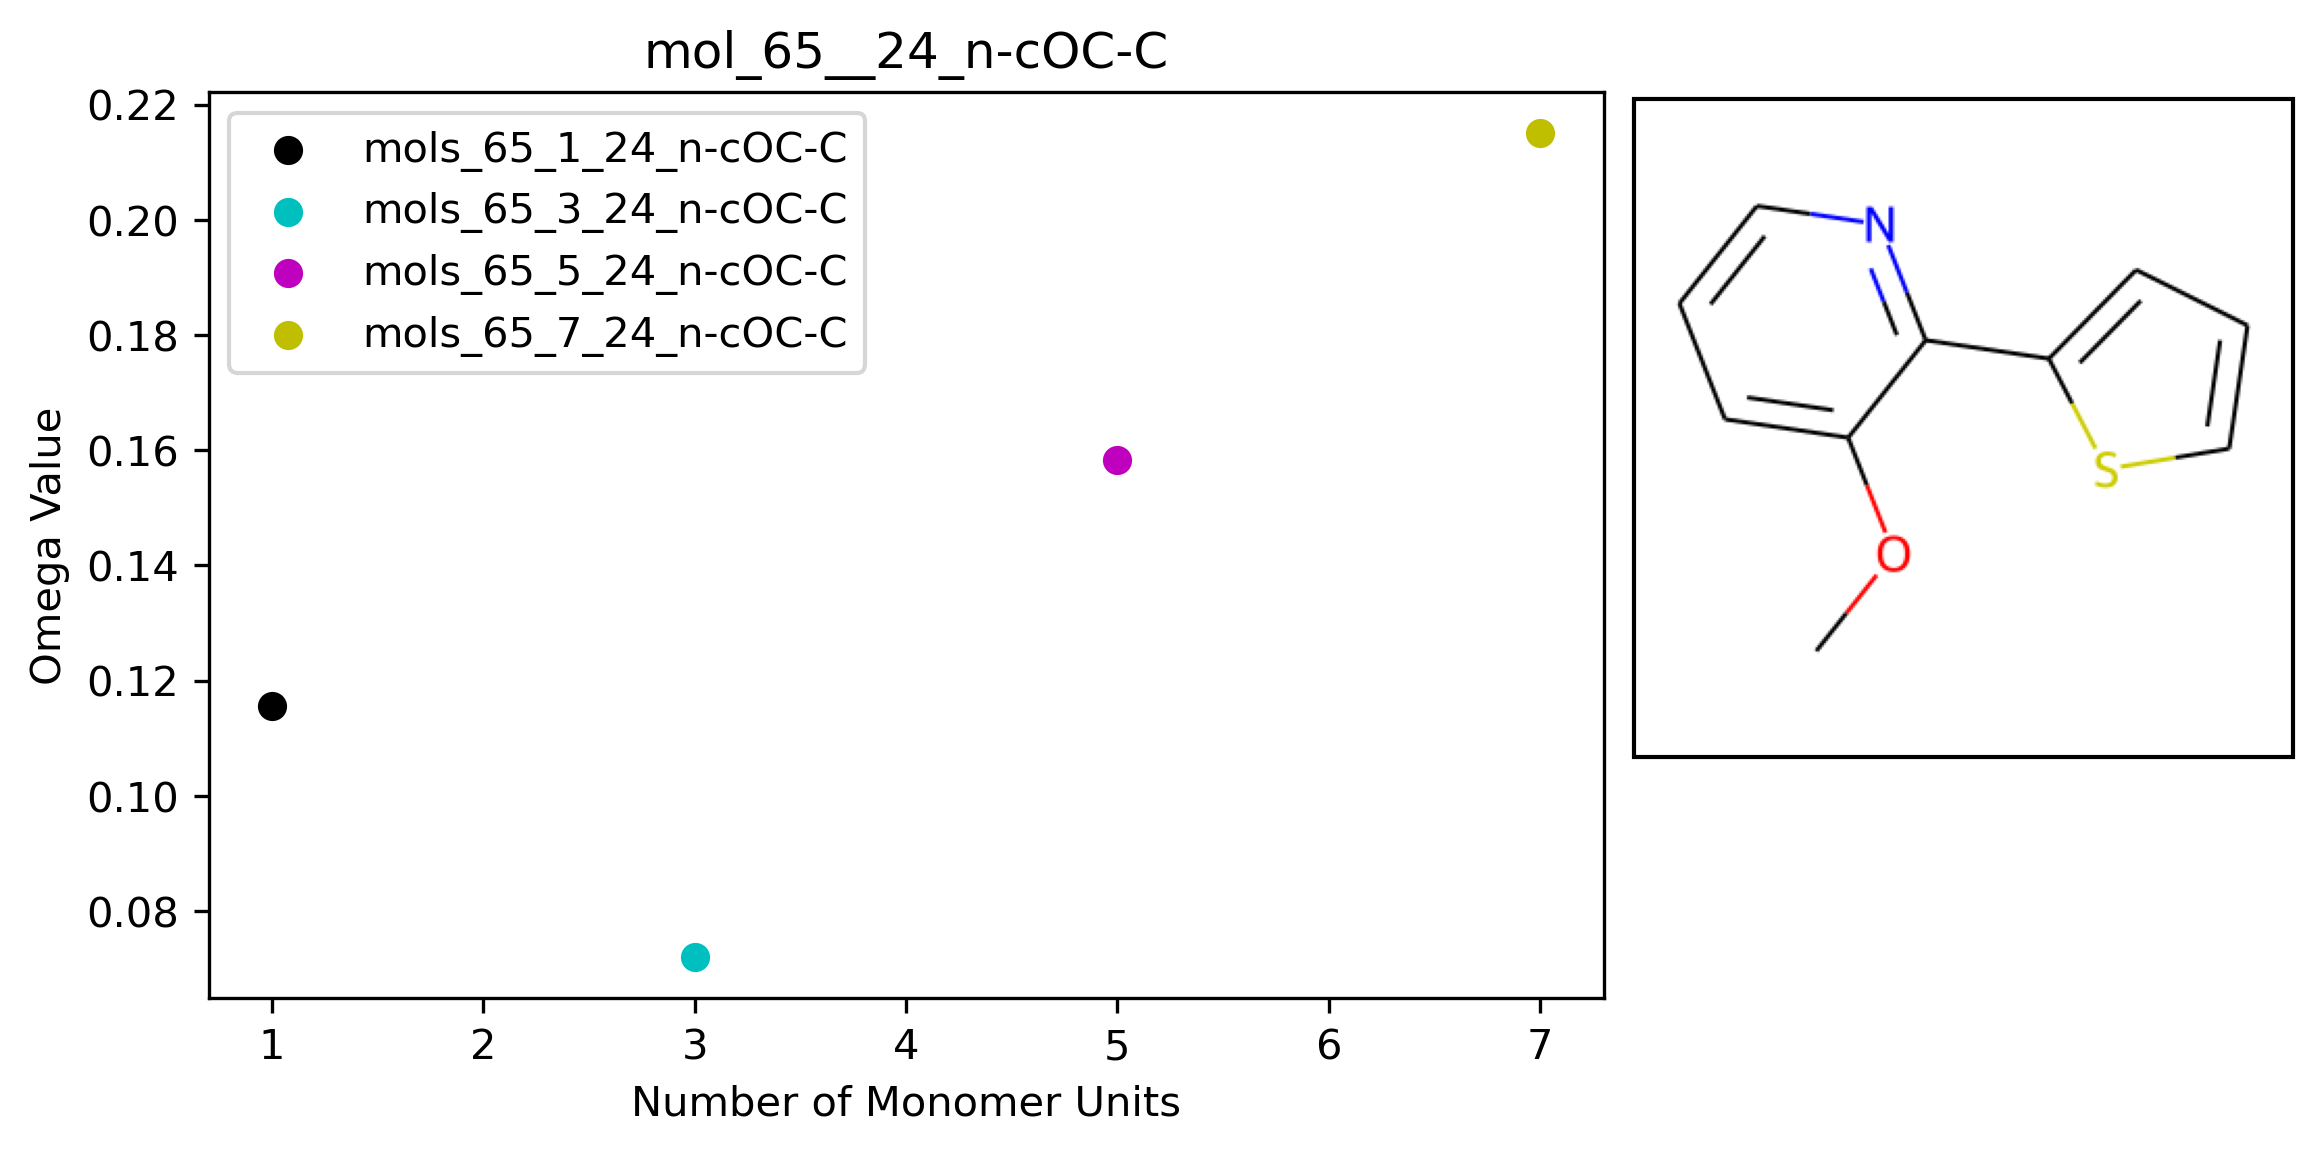 mol_65__24_n-cOC-C
mols_65_1_24_n-cOC-C
mols_65_3_24_n-cOC-C
mols_65_5_24_n-cOC-C
mols_65_7_24_n-cOC-C
Omega Value
0.22
0.20
0.18
0.16
0.14
0.12
0.10
0.08
1 2 3 4 5 6 7
Number of Monomer Units
N
S
O